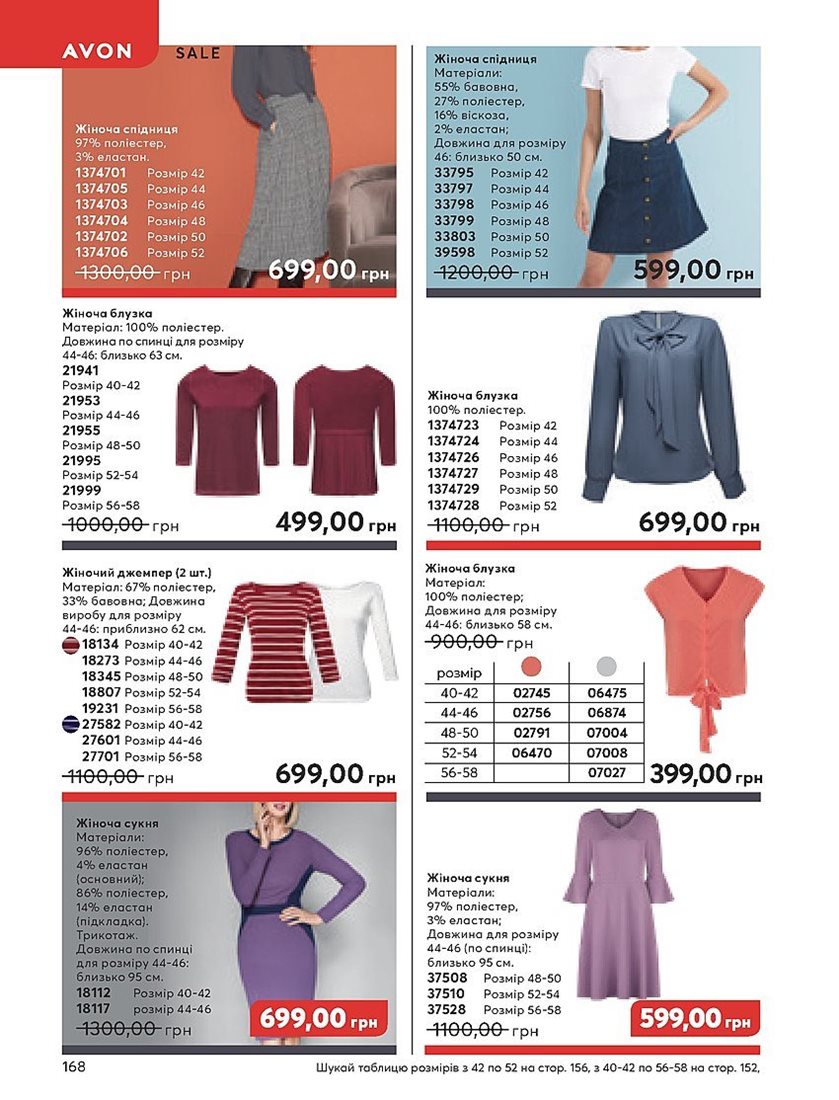 AVON
SALE
Жіноча спідниця
97% поліестер,
3% еластан.
1374701 Розмір 42
1374705 Розмір 44
1374703 Розмір 46
1374704 Розмір 48
1374702 Розмір 50
1374706 Розмір 52
1300,00 грн
699,00 грн
Жіноча спідниця
Матеріали:
55% бавовна,
27% поліестер,
16% віскоза,
2% еластан;
Довжина для розміру
46: близько 50 см.
33795 Розмір 42
33797 Розмір 44
33798 Розмір 46
33799 Розмір 48
33803 Розмір 50
39598 Розмір 52
1200,00 грн
599,00 грн
Жіноча блузка
Матеріал: 100% поліестер.
Довжина по спинці для розміру
44-46: близько 63 см.
21941
Розмір 40-42
21953
Розмір 44-46
21955
Розмір 48-50
21995
Розмір 52-54
21999
Розмір 56-58
1000,00 грн
499,00 грн
Жіноча блузка
100% поліестер.
1374723 Розмір 42
1374724 Розмір 44
1374726 Розмір 46
1374727 Розмір 48
1374729 Розмір 50
1374728 Розмір 52
1100,00 грн
699,00 грн
Жіночий джемпер (2 шт.)
Матеріал: 67% поліестер,
33% бавовна; Довжина
виробу для розміру
44-46: приблизно 62 см.
18134 Розмір 40-42
18273 Розмір 44-46
18345 Розмір 48-50
18807 Розмір 52-54
19231 Розмір 56-58
27582 Розмір 40-42
27601 Розмір 44-46
27701 Розмір 56-58
1100,00 грн
699,00 грн
Жіноча блузка
Матеріал:
100% поліестер;
Довжина для розміру
44-46: близько 58 см.
900,00 грн
розмір
40-42 02745 06475
44-46 02756 06874
48-50 02791 07004
52-54 06470 07008
56-58 07027
399,00 грн
Жіноча сукня
Матеріали:
96% поліестер,
4% еластан
(основний);
86% поліестер,
14% еластан
(підкладка).
Трикотаж.
Довжина по спинці
для розміру 44-46:
близько 95 см.
18112 Розмір 40-42
18117 розмір 44-46
1300,00 грн
699,00 грн
Жіноча сукня
Матеріали:
97% поліестер,
3% еластан;
Довжина для розміру
44-46 (по спинці):
близько 95 см.
37508 Розмір 48-50
37510 Розмір 52-54
37528 Розмір 56-58
1100,00 грн
599,00 грн
168
Шукай таблицю розмірів з 42 по 52 на стор. 156, з 40-42 по 56-58 на стор. 152,